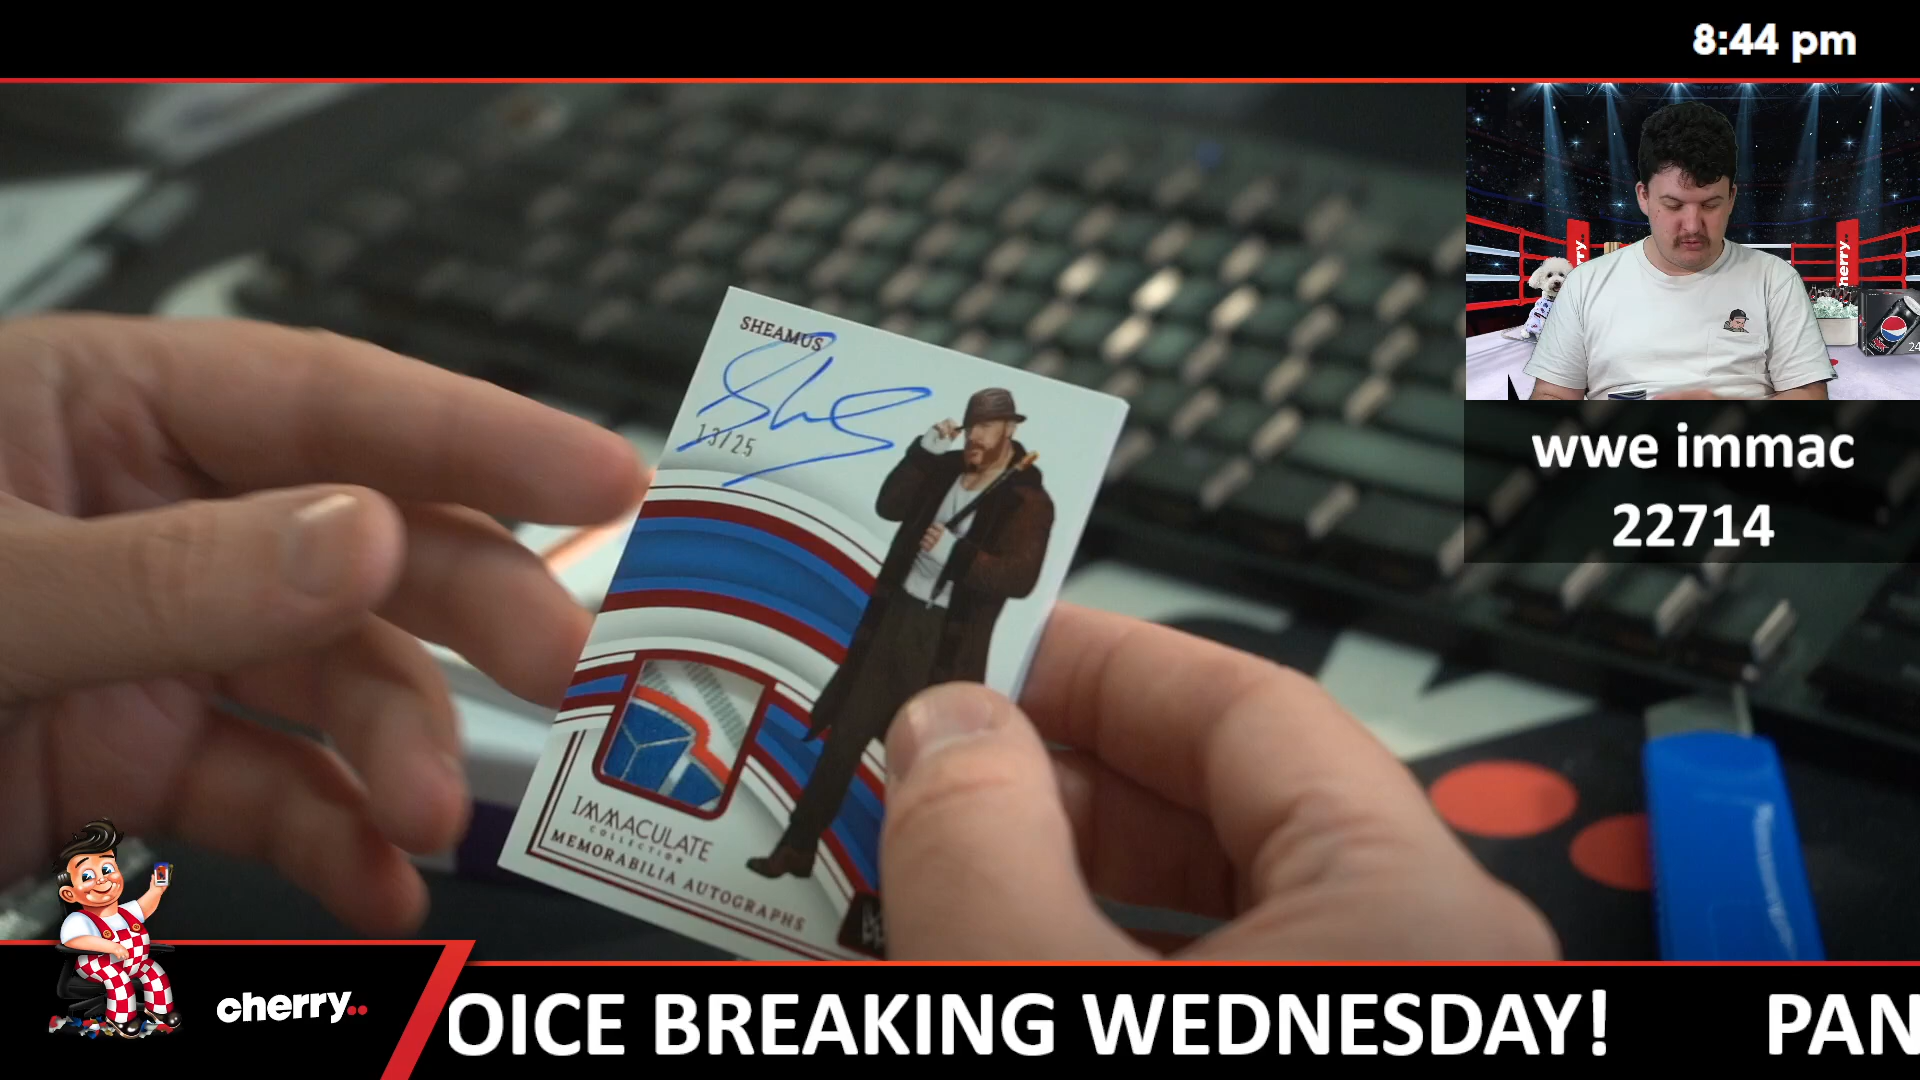 8:44 pm
SHEAMUS
13/25
IMMACULATE
COLLECTION
MEMORABILIA AUTOGRAPHS
wwe immac
22714
cherry..
OICE BREAKING WEDNESDAY!
PAN